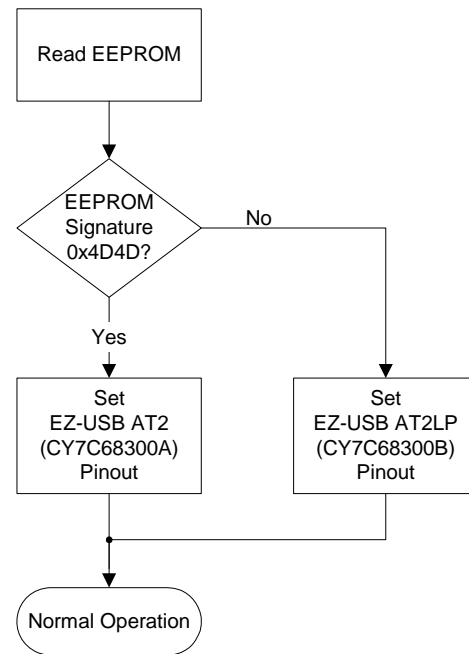 Read EEPROM
EEPROM
Signature
0x4D4D?
No
Yes
Set
EZ-USB AT2
(CY7C68300A)
Pinout
Set
EZ-USB AT2LP
(CY7C68300B)
Pinout
Normal Operation